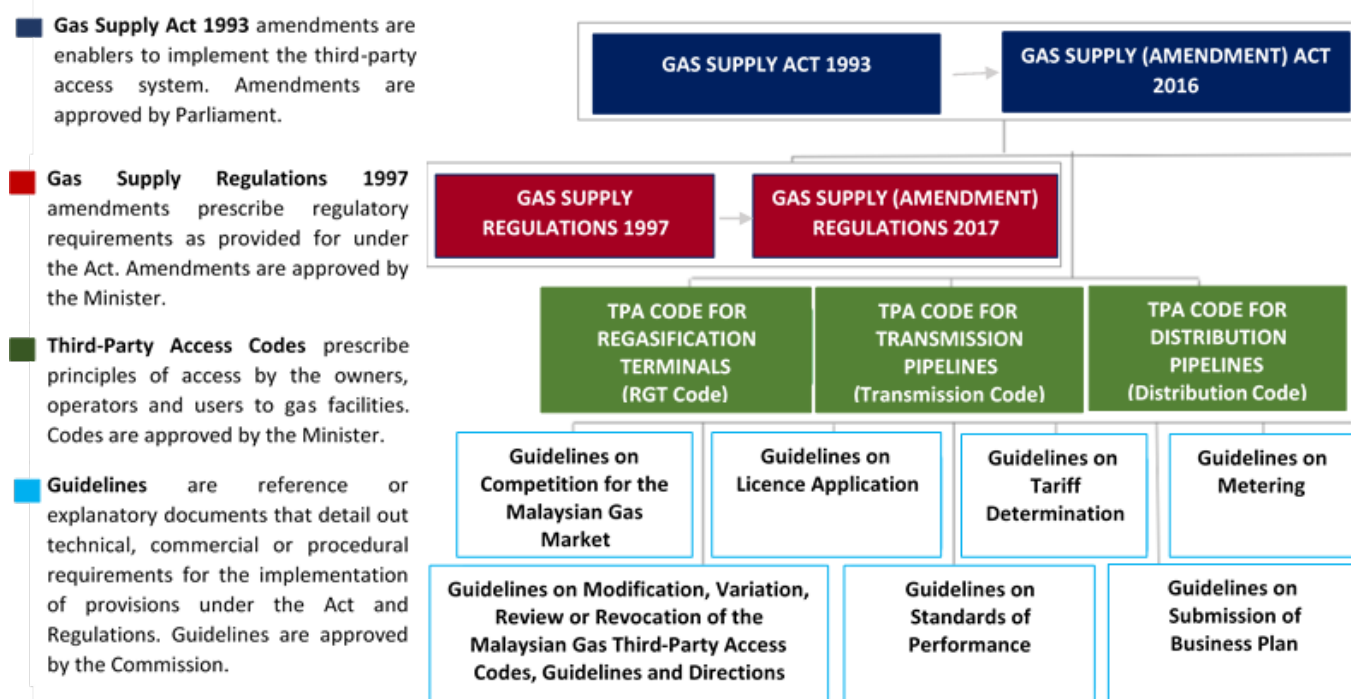 Gas Supply Act 1993 amendments are
enablers to implement the third-party
access system. Amendments are
approved by Parliament.
Gas Supply Regulations 1997
amendments prescribe regulatory
requirements as provided for under
the Act. Amendments are approved by
the Minister.
Third-Party Access Codes prescribe
principles of access by the owners,
operators and users to gas facilities.
Codes are approved by the Minister.
Guidelines are reference or
explanatory documents that detail out
technical, commercial or procedural
requirements for the implementation
of provisions under the Act and
Regulations. Guidelines are approved
by the Commission.
GAS SUPPLY ACT 1993
GAS SUPPLY (AMENDMENT) ACT
2016
GAS SUPPLY
REGULATIONS 1997
GAS SUPPLY (AMENDMENT)
REGULATIONS 2017
TPA CODE FOR
REGASIFICATION
TERMINALS
(RGT Code)
TPA CODE FOR
TRANSMISSION
PIPELINES
(Transmission Code)
TPA CODE FOR
DISTRIBUTION
PIPELINES
(Distribution Code)
Guidelines on
Competition for the
Malaysian Gas
Market
Guidelines on
Licence Application
Guidelines on
Tariff
Determination
Guidelines on
Metering
Guidelines on Modification, Variation,
Review or Revocation of the
Malaysian Gas Third-Party Access
Codes, Guidelines and Directions
Guidelines on
Standards of
Performance
Guidelines on
Submission of
Business Plan